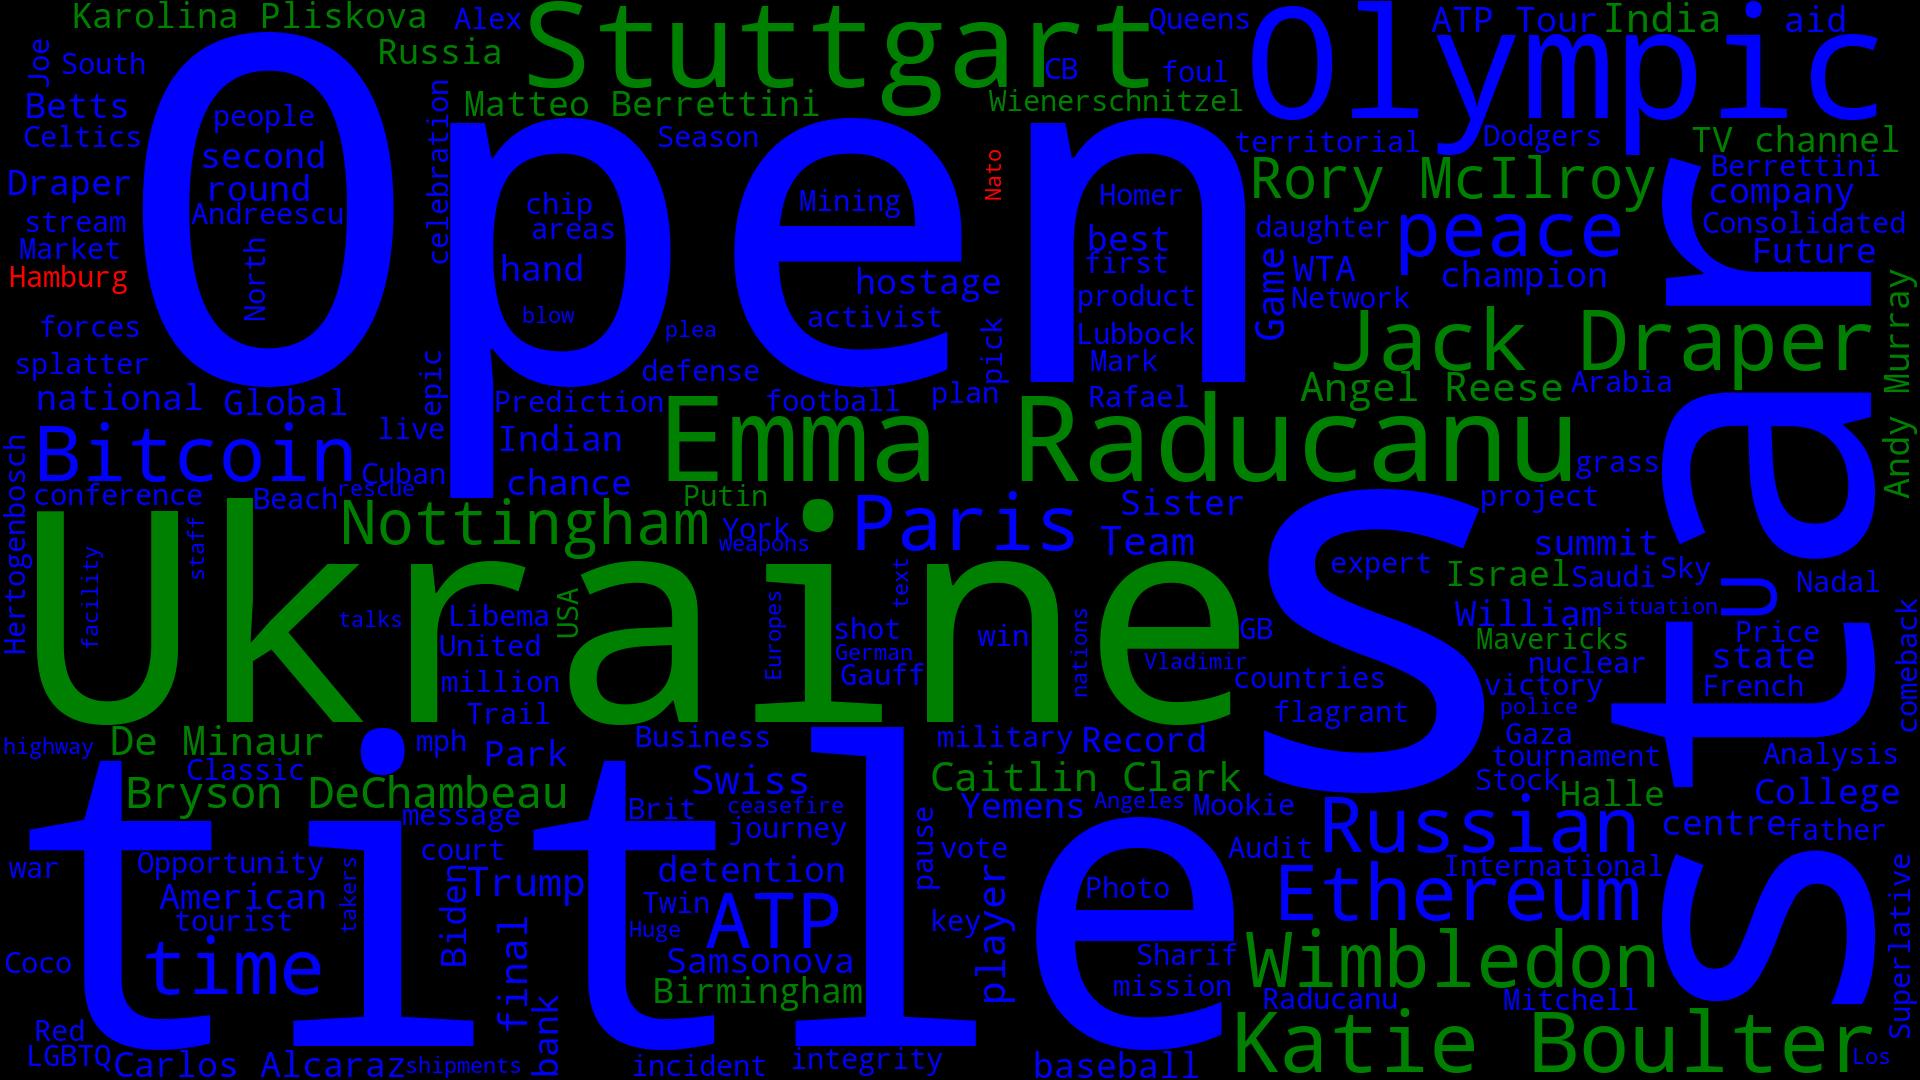 Karolina Pliskova
Alex
Stuttgart
Queens
Olympic
ATP Tour
India
aid
Joe
South
Russia
CB
foul
Betts
Celtics
people
second
round
Andreescu
North
Open
celebration
Matteo Berrettini
Season
Wienerschnitzel
territorial
Dodgers
TV channel
Draper
stream
Market
Hamburg
chip
areas
hand
blow
Mining
Nato
hostage
activist
plea
Homer
best
first
product
Lubbock
Mark
Rory McIlroy
Berrettini
company
Consolidated
Future
daughter
peace
champion
WTA
Network
Game
forces
splatter
national
Global
epic
live
defense
pick
plan
football
Prediction
Rafael
Jack Draper
Angel Reese
Arabia
Andy Murray
star
Bitcoin
Cuban
Indian
chance
Emma Raducanu
grass
Hertogenbosch
conference
Beach
rescue
Putin
York
weapons
Nottingham
Paris
Sister
Team
project
S
expert
summit
Israel
Saudi
Sky
U
Nadal
Ukraine
facility
staff
talks
Libema
United
million
Trail
USA
Europes
text
shot
German
Gauff
win
nations
GB
Vladimir
countries
flagrant
William
situation
Mavericks
nuclear
victory
police
Gaza
tournament
Stock
Price
state
French
comeback
highway
De Minaur
Classic
mph
Park
Business
military
Record
Analysis
Bryson DeChambeau
message
Swiss
Caitlin Clark
Halle
College
Brit
ceasefire
journey
Yemens
Angeles
Mookie
Russian
centre
father
title
war
Opportunity
American
tourist
takers
court
Biden
Trump
detention
pause
vote
Audit
International
Ethereum
time
Twin
Huge
ATP
key
player
Photo
Coco
final
Samsonova
Birmingham
Sharif
mission
Wimbledon
Raducanu
Mitchell
Superlative
Red
LGBTQ
Carlos Alcaraz
shipments
bank
incident
integrity
baseball
Katie Boulter
Los